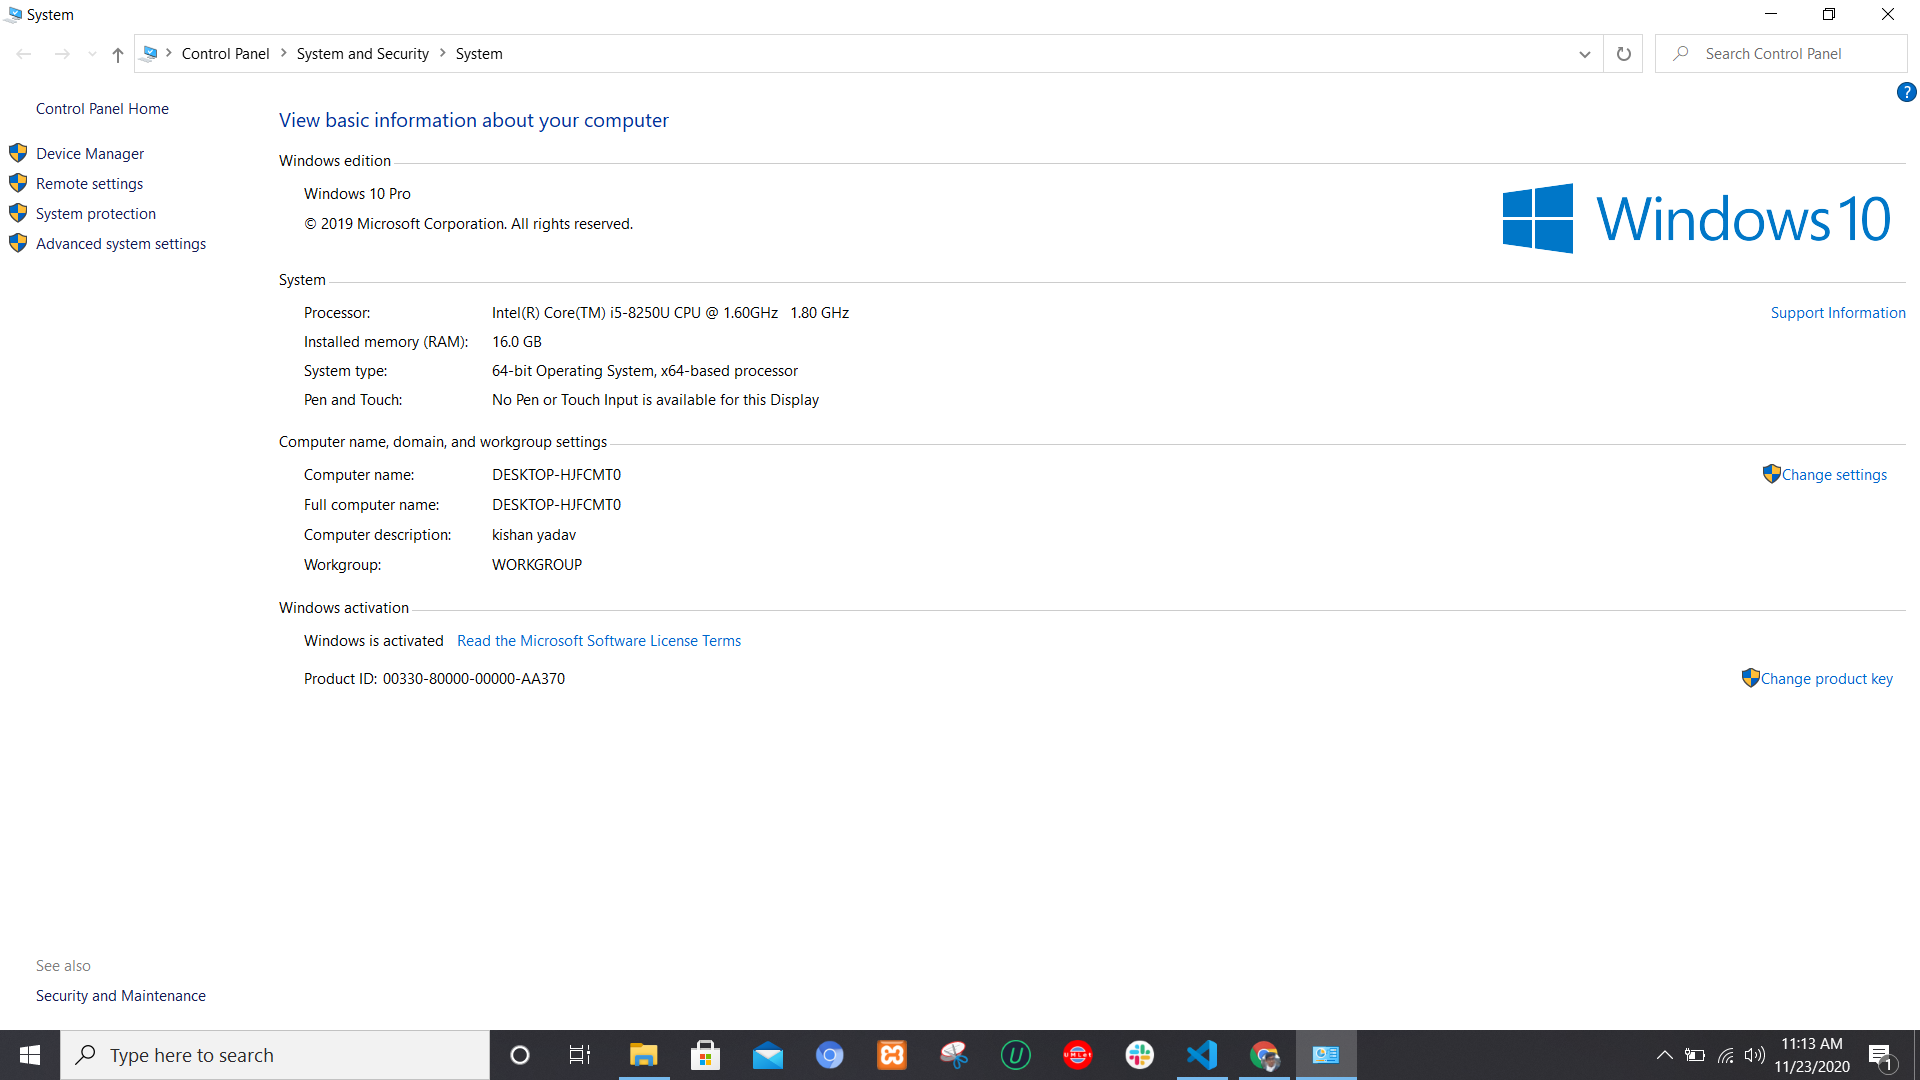 System
Control Panel System and Security System
Search Control Panel
?
Control Panel Home
Device Manager
Remote settings
System protection
Advanced system settings
View basic information about your computer
Windows edition
Windows 10 Pro
© 2019 Microsoft Corporation. All rights reserved.
Windows 10
System
Processor: Intel(R) Core(TM) i5-8250U CPU @ 1.60GHz 1.80 GHz
Support Information
Installed memory (RAM): 16.0 GB
System type: 64-bit Operating System, x64-based processor
Pen and Touch: No Pen or Touch Input is available for this Display
Computer name, domain, and workgroup settings
Computer name: DESKTOP-HJFCMT0
Change settings
Full computer name: DESKTOP-HJFCMT0
Computer description: kishan yadav
Workgroup: WORKGROUP
Windows activation
Windows is activated Read the Microsoft Software License Terms
Product ID: 00330-80000-00000-AA370
Change product key
See also
Security and Maintenance
Type here to search
U
UMLet
11:13 AM
11/23/2020
1